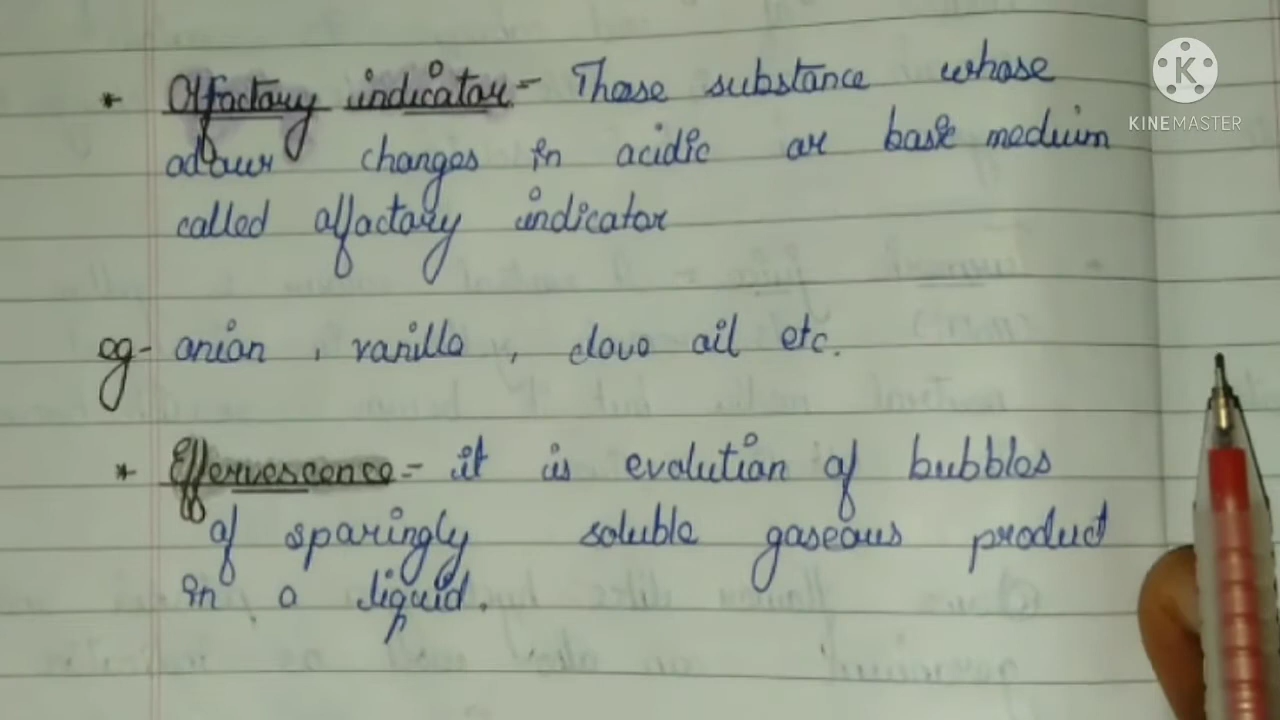 * Olfactory indicator - Those substance whose
odour changes in acidic or basic medium
called olfactory indicator
eg - onion , vanilla , clove oil etc.
* Effervescence - it is evolution of bubbles
of sparingly soluble gaseous product
in a liquid.
K
KINEMASTER